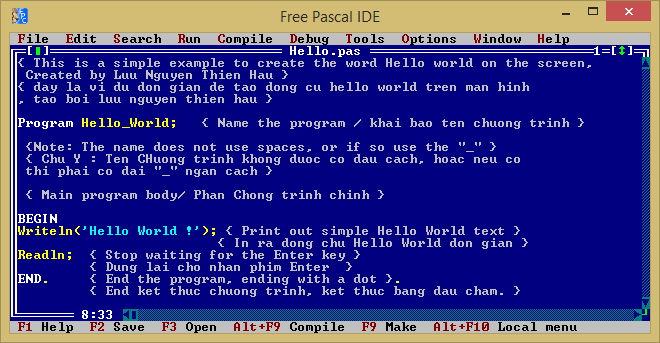 Free Pascal IDE
File Edit Search Run Compile Debug Tools Options Window Help
[■] Hello.pas 1=[↕]
{ This is a simple example to create the word Hello world on the screen,
Created by Luu Nguyen Thien Hau }
{ day la vi du don gian de tao dong cu hello world tren man hinh
, tao boi luu nguyen thien hau }
Program Hello_World; { Name the program / khai bao ten chuong trinh }
{Note: The name does not use spaces, or if so use the "_" }
{ Chu Y : Ten CHuong trinh khong duoc co dau cach, hoac neu co
thi phai co dai "_" ngan cach }
{ Main program body/ Phan Chong trinh chinh }
BEGIN
Writeln('Hello World !'); { Print out simple Hello World text }
{ In ra dong chu Hello World don gian }
Readln; { Stop waiting for the Enter key }
{ Dung lai cho nhan phim Enter }
END. { End the program, ending with a dot }.
{ End ket thuc chuong trinh, ket thuc bang dau cham. }
8:33
F1 Help F2 Save F3 Open Alt+F9 Compile F9 Make Alt+F10 Local menu